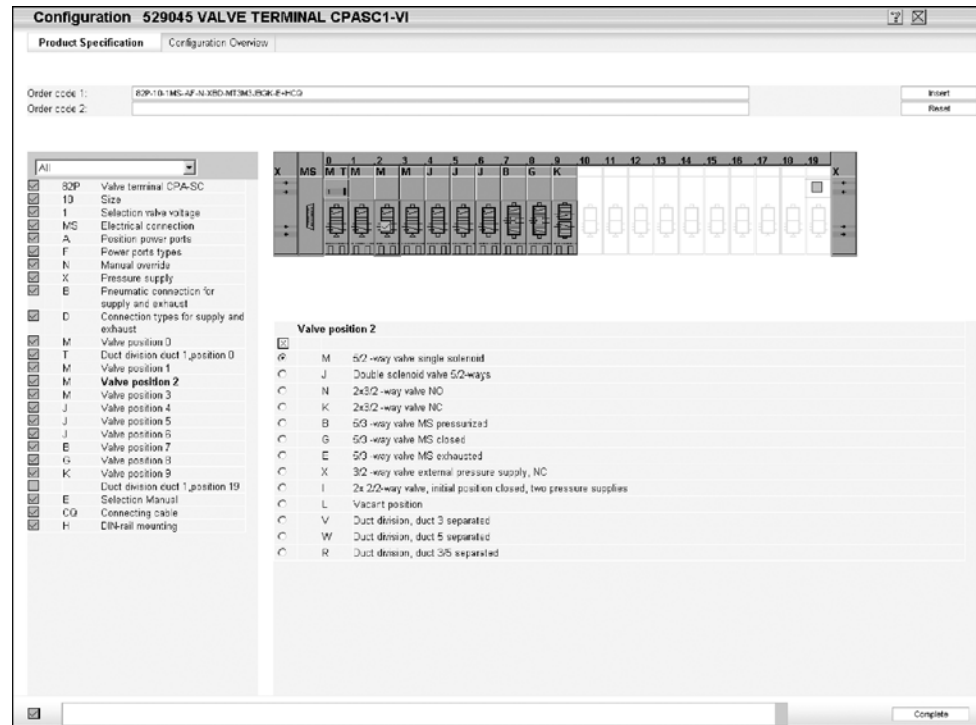 Configuration 529045 VALVE TERMINAL CPASC1-VI
Product Specification Configuration Overview
Order code 1: 82P-10-1MS-AF-N-XBD-MT3M3JBGK-E+HCQ Insert
Order code 2: Reset
All
0 1 2 3 4 5 6 7 8 9 10 11 12 13 14 15 16 17 18 19
X MS M T M M M J J J B G K X
82P Valve terminal CPA-SC
10 Size
1 Selection valve voltage
MS Electrical connection
A Position power ports
F Power ports types
N Manual override
X Pressure supply
B Pneumatic connection for
supply and exhaust
D Connection types for supply and
exhaust
M Valve position 0
T Duct division duct 1,position 0
M Valve position 1
M Valve position 2
M Valve position 3
J Valve position 4
J Valve position 5
J Valve position 6
B Valve position 7
G Valve position 8
K Valve position 9
Duct division duct 1,position 19
E Selection Manual
CQ Connecting cable
H DIN-rail mounting
Valve position 2
M 5/2 -way valve single solenoid
J Double solenoid valve 5/2-ways
N 2x3/2 -way valve NO
K 2x3/2 -way valve NC
B 5/3 -way valve MS pressurized
G 5/3 -way valve MS closed
E 5/3 -way valve MS exhausted
X 3/2 -way valve external pressure supply, NC
I 2x 2/2-way valve, initial position closed, two pressure supplies
L Vacant position
V Duct division, duct 3 separated
W Duct division, duct 5 separated
R Duct division, duct 3/5 separated
Complete